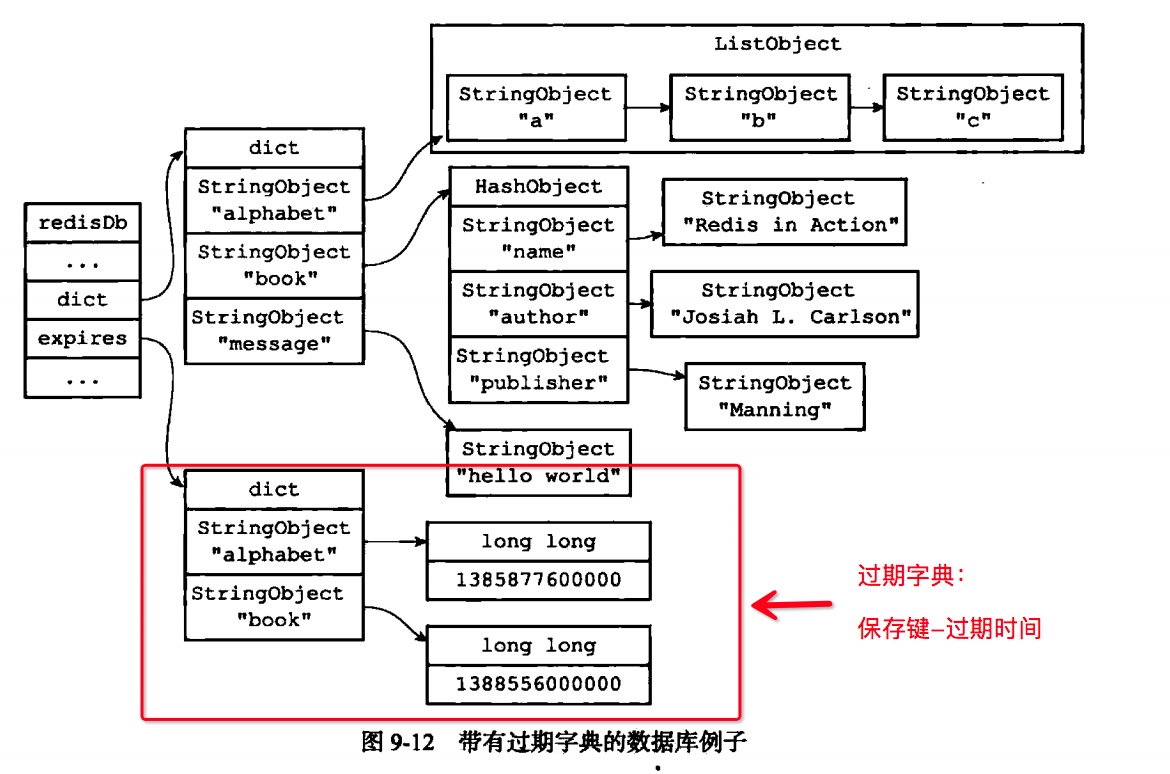 ListObject
StringObject
"a"
StringObject
"b"
StringObject
"c"
redisDb
...
dict
expires
...
dict
StringObject
"alphabet"
StringObject
"book"
StringObject
"message"
HashObject
StringObject
"name"
StringObject
"author"
StringObject
"publisher"
StringObject
"Redis in Action"
StringObject
"Josiah L. Carlson"
StringObject
"Manning"
StringObject
"hello world"
dict
StringObject
"alphabet"
StringObject
"book"
long long
1385877600000
long long
1388556000000
过期字典：
保存键–过期时间
图 9-12 带有过期字典的数据库例子